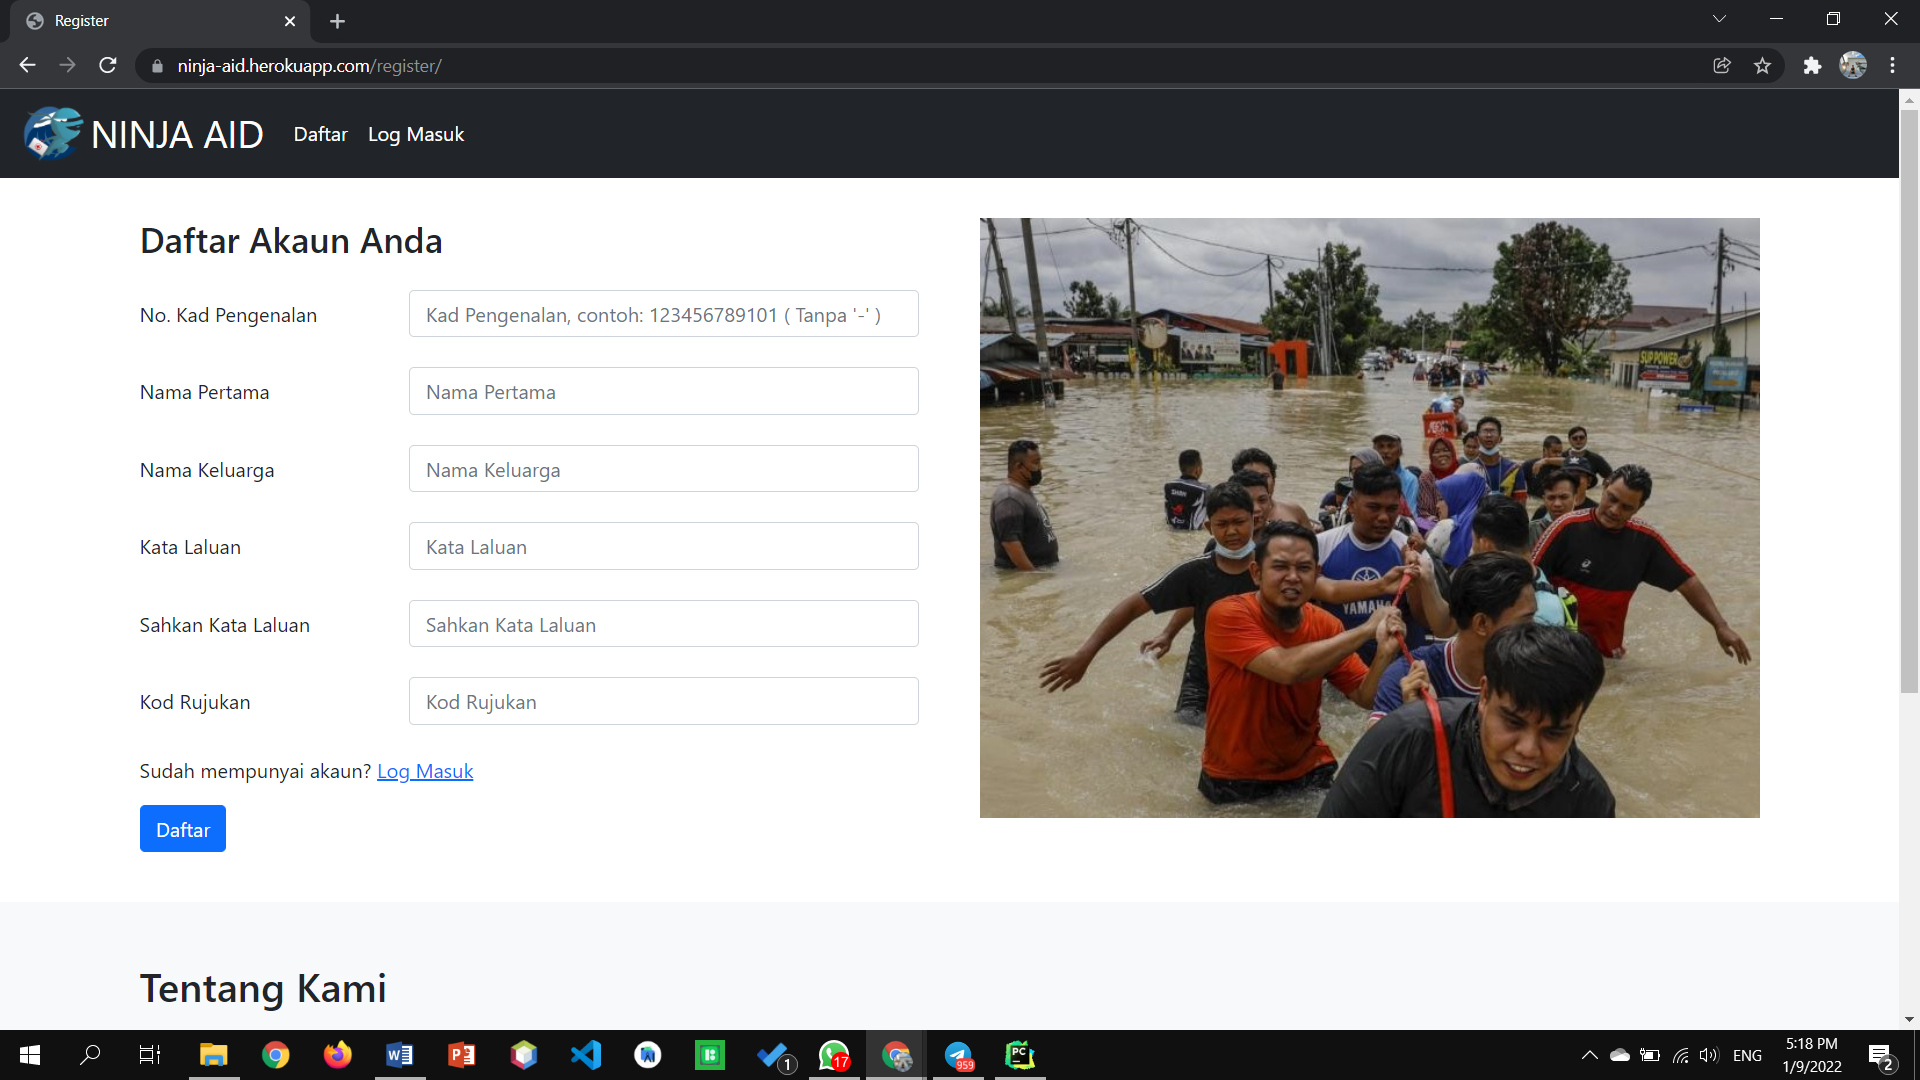 Register
ninja-aid.herokuapp.com/register/
NINJA AID
Daftar
Log Masuk
Daftar Akaun Anda
No. Kad Pengenalan
Kad Pengenalan, contoh: 123456789101 ( Tanpa '-' )
Nama Pertama
Nama Pertama
Nama Keluarga
Nama Keluarga
Kata Laluan
Kata Laluan
Sahkan Kata Laluan
Sahkan Kata Laluan
Kod Rujukan
Kod Rujukan
Sudah mempunyai akaun? Log Masuk
Daftar
SUP POWER
YAMAHA
Tentang Kami
1
17
959
ENG
5:18 PM
1/9/2022
2